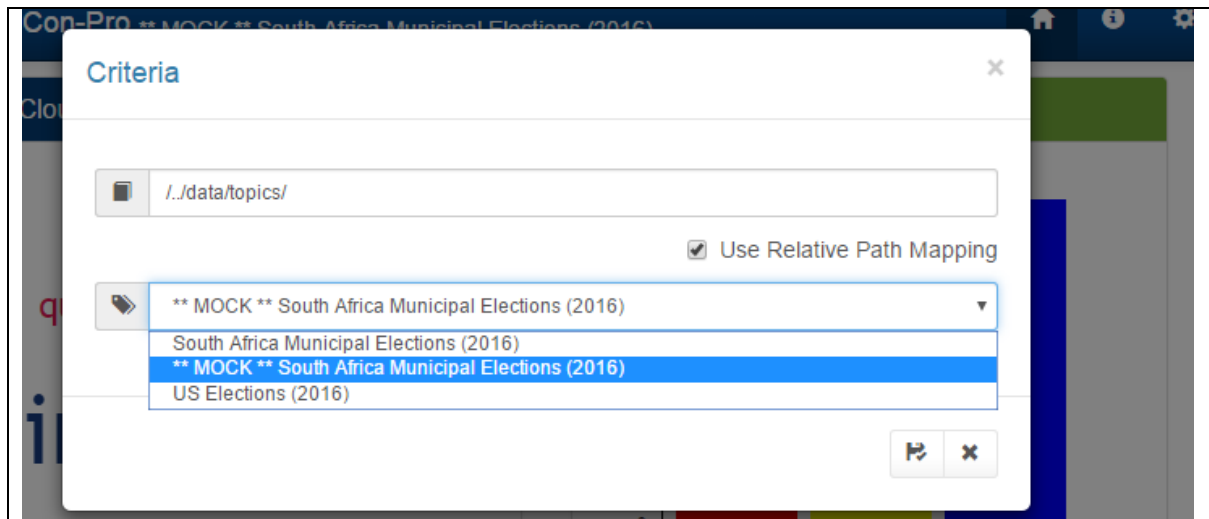 Con-Pro ** MOCK ** South Africa Municipal Elections (2016)
Criteria
×
Clou
/../data/topics/
Use Relative Path Mapping
q
** MOCK ** South Africa Municipal Elections (2016)
South Africa Municipal Elections (2016)
** MOCK ** South Africa Municipal Elections (2016)
US Elections (2016)